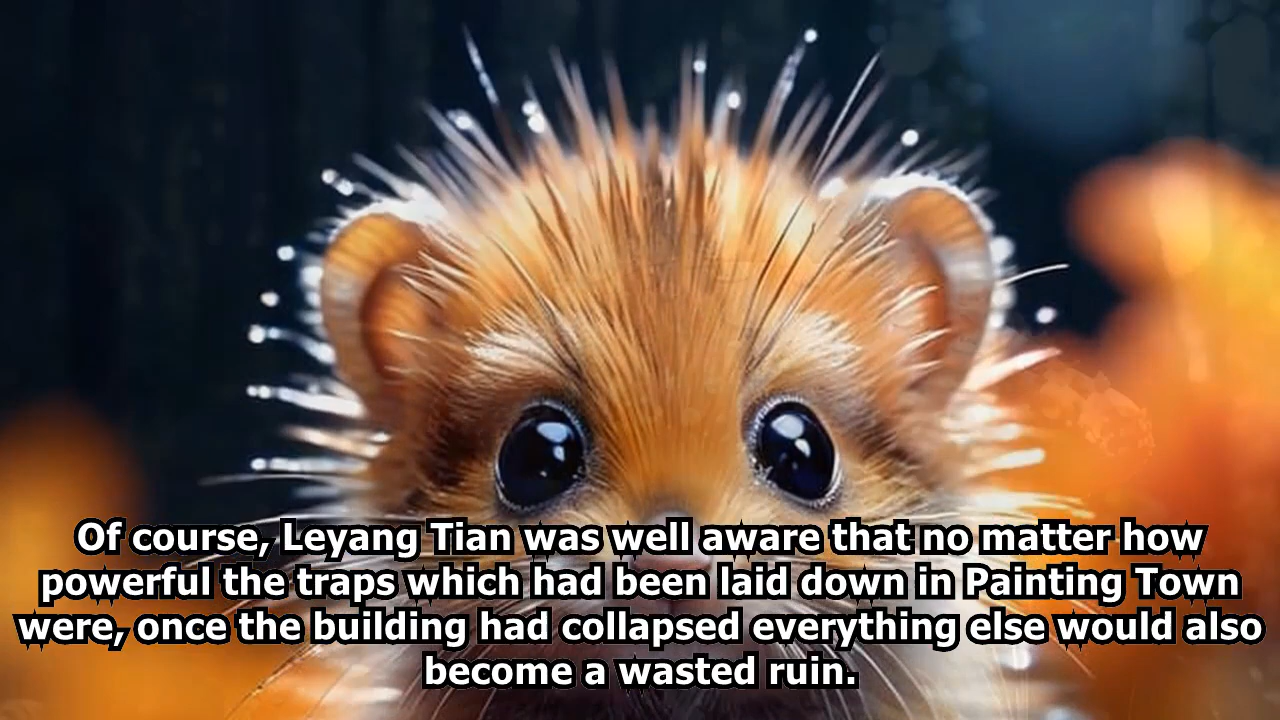 Of course, Leyang Tian was well aware that no matter how
powerful the traps which had been laid down in Painting Town
were, once the building had collapsed everything else would also
become a wasted ruin.